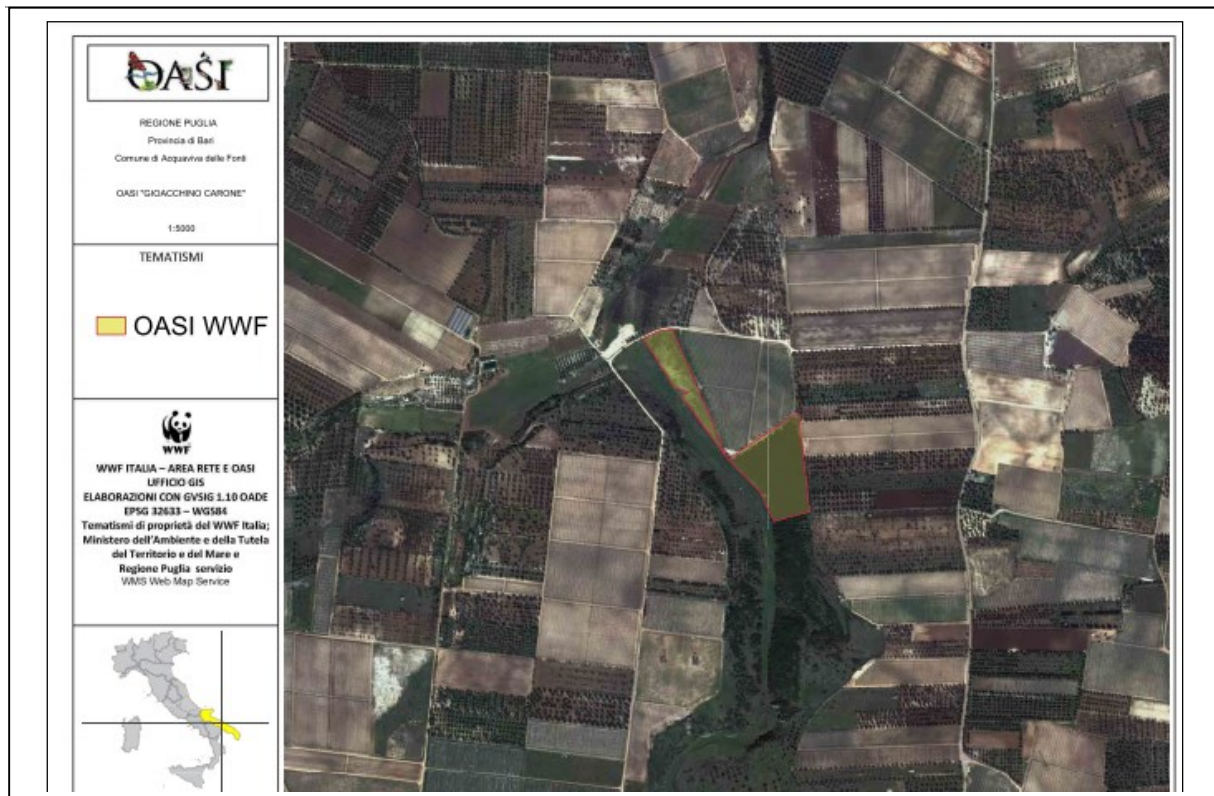 OASI
REGIONE PUGLIA
Provincia di Bari
Comune di Acquaviva delle Fonti
OASI "GIOACCHINO CARONE"
1:5000
TEMATISMI
OASI WWF
WWF
WWF ITALIA – AREA RETE E OASI
UFFICIO GIS
ELABORAZIONI CON GVSIG 1.10 OADE
EPSG 32633 – WGS84
Tematismi di proprietà del WWF Italia;
Ministero dell'Ambiente e della Tutela
del Territorio e del Mare e
Regione Puglia servizio
WMS Web Map Service